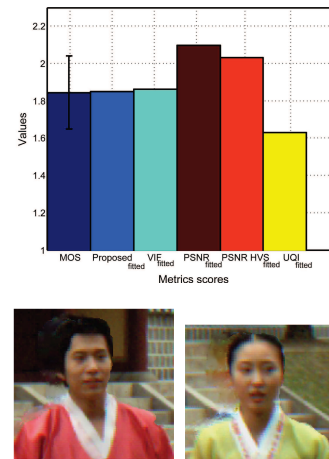 2.2
2
1.8
1.6
1.4
1.2
1
Values
MOS Proposed fitted VIF fitted PSNR fitted PSNR HVS fitted UQI fitted
Metrics scores